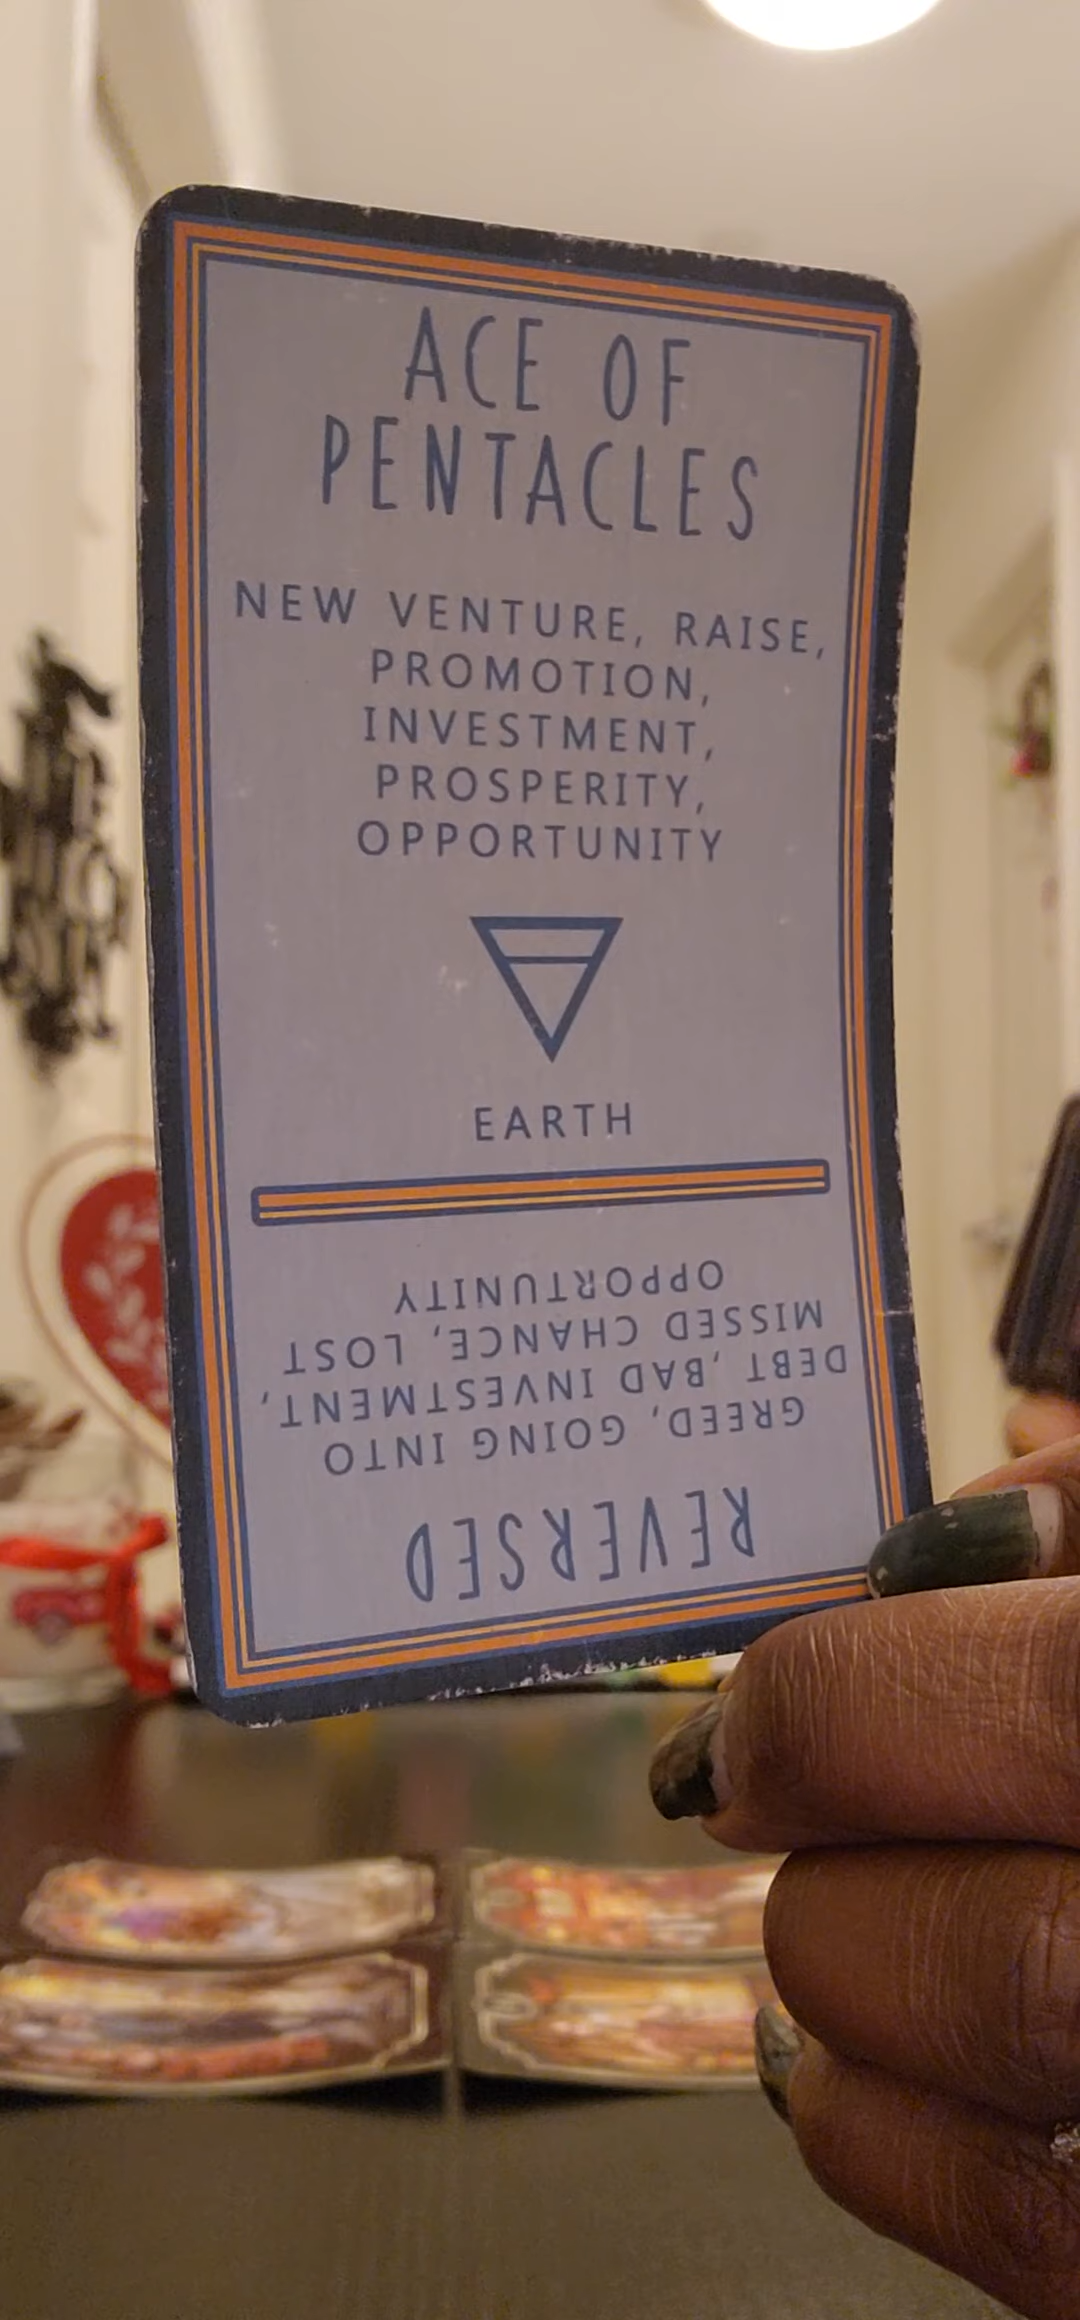 ACE OF
PENTACLES
NEW VENTURE, RAISE,
PROMOTION,
INVESTMENT,
PROSPERITY,
OPPORTUNITY
EARTH
REVERSED
GREED, GOING INTO
DEBT, BAD INVESTMENT,
MISSED CHANCE, LOST
OPPORTUNITY